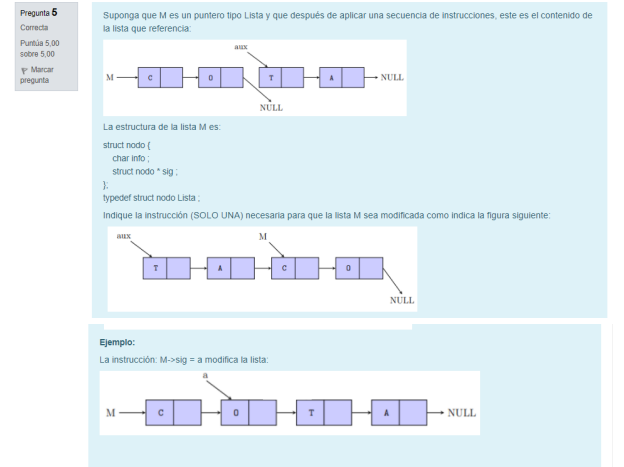 Pregunta 5
Correcta
Puntúa 5,00
sobre 5,00
Marcar
pregunta
Suponga que M es un puntero tipo Lista y que después de aplicar una secuencia de instrucciones, este es el contenido de
la lista que referencia:
aux
M C O T A NULL
NULL
La estructura de la lista M es:
struct nodo {
char info ;
struct nodo * sig ;
};
typedef struct nodo Lista ;
Indique la instrucción (SOLO UNA) necesaria para que la lista M sea modificada como indica la figura siguiente:
aux M
T A C O
NULL
Ejemplo:
La instrucción: M->sig = a modifica la lista:
a
M C O T A NULL